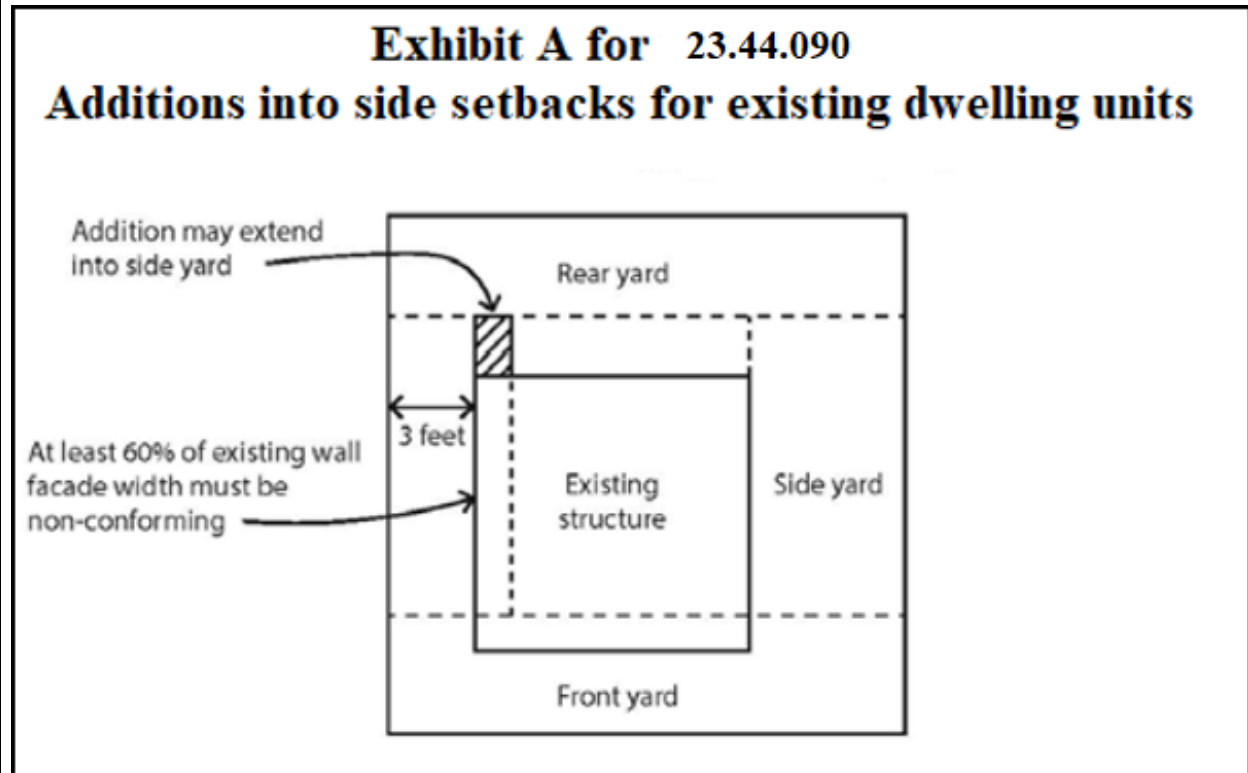 Exhibit A for 23.44.090
Additions into side setbacks for existing dwelling units
Addition may extend
into side yard
Rear yard
3 feet
At least 60% of existing wall
facade width must be
non-conforming
Existing
structure
Side yard
Front yard